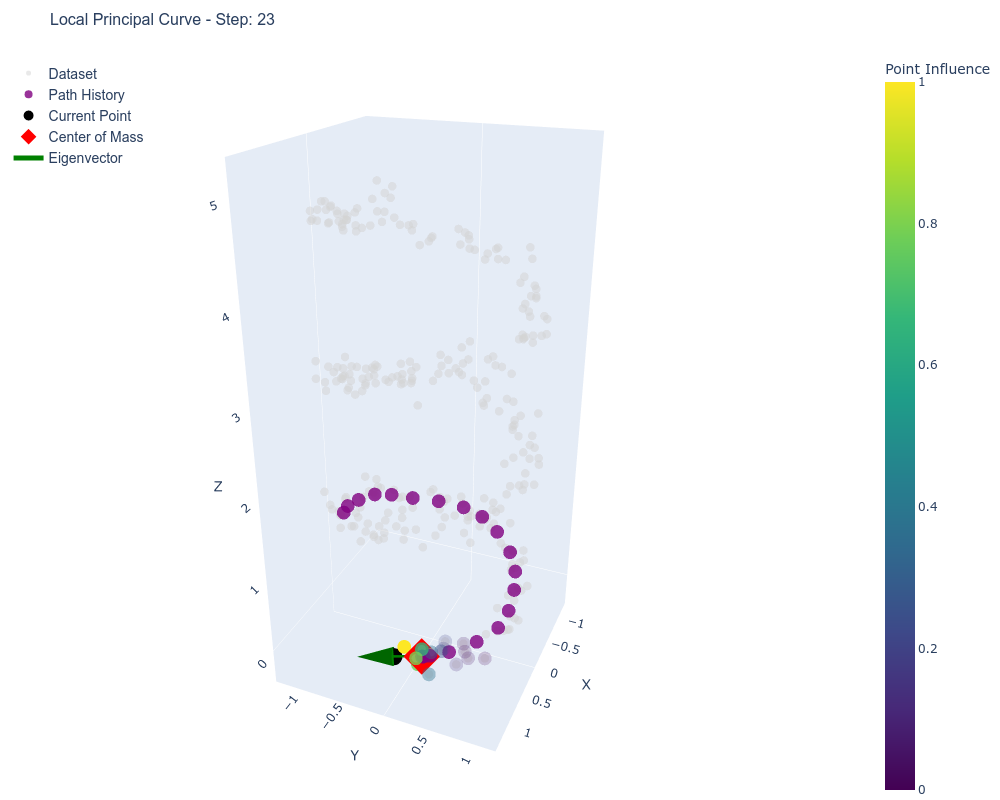 Local Principal Curve - Step: 23
Dataset
Path History
Current Point
Center of Mass
Eigenvector
Point Influence
1
0.8
0.6
0.4
0.2
0
5
4
3
2
1
0
Z
−1
−0.5
0
0.5
1
Y
−1
−0.5
0
0.5
1
X